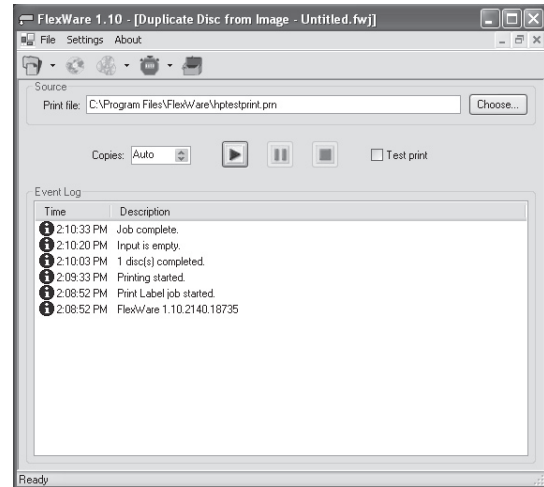 FlexWare 1.10 - [Duplicate Disc from Image - Untitled.fwj]
File Settings About
Source
Print file: C:\Program Files\FlexWare\hptestprint.prn Choose...
Copies: Auto Test print
Event Log
Time Description
2:10:33 PM Job complete.
2:10:20 PM Input is empty.
2:10:03 PM 1 disc(s) completed.
2:09:33 PM Printing started.
2:08:52 PM Print Label job started.
2:08:52 PM FlexWare 1.10.2140.18735
Ready